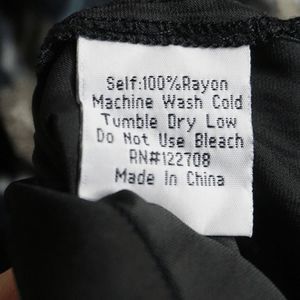 Self:100%Rayon
Machine Wash Cold
Tumble Dry Low
Do Not Use Bleach
RN#122708
Made In China